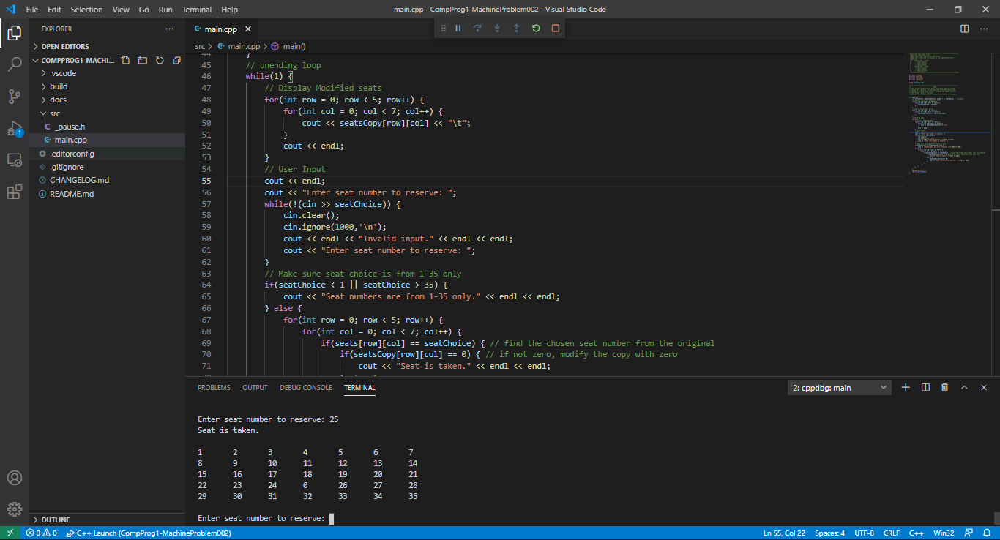 File Edit Selection View Go Run Terminal Help
main.cpp - CompProg1-MachineProblem002 - Visual Studio Code
EXPLORER
OPEN EDITORS
COMPPROG1-MACHI...
.vscode
build
docs
src
C _pause.h
main.cpp
.editorconfig
.gitignore
CHANGELOG.md
README.md
OUTLINE
1
main.cpp
src > main.cpp > main()
44 }
45 // unending loop
46 while(1) {
47 // Display Modified seats
48 for(int row = 0; row < 5; row++) {
49 for(int col = 0; col < 7; col++) {
50 cout << seatsCopy[row][col] << "\t";
51 }
52 cout << endl;
53 }
54 // User Input
55 cout << endl;
56 cout << "Enter seat number to reserve: ";
57 while(!(cin >> seatChoice)) {
58 cin.clear();
59 cin.ignore(1000,'\n');
60 cout << endl << "Invalid input." << endl << endl;
61 cout << "Enter seat number to reserve: ";
62 }
63 // Make sure seat choice is from 1-35 only
64 if(seatChoice < 1 || seatChoice > 35) {
65 cout << "Seat numbers are from 1-35 only." << endl << endl;
66 } else {
67 for(int row = 0; row < 5; row++) {
68 for(int col = 0; col < 7; col++) {
69 if(seats[row][col] == seatChoice) { // find the chosen seat number from the original
70 if(seatsCopy[row][col] == 0) { // if not zero, modify the copy with zero
71 cout << "Seat is taken." << endl << endl;
PROBLEMS OUTPUT DEBUG CONSOLE TERMINAL
2: cppdbg: main
Enter seat number to reserve: 25
Seat is taken.
1 2 3 4 5 6 7
8 9 10 11 12 13 14
15 16 17 18 19 20 21
22 23 24 0 26 27 28
29 30 31 32 33 34 35
Enter seat number to reserve:
0 0 C++ Launch (CompProg1-MachineProblem002)
Ln 55, Col 22 Spaces: 4 UTF-8 CRLF C++ Win32